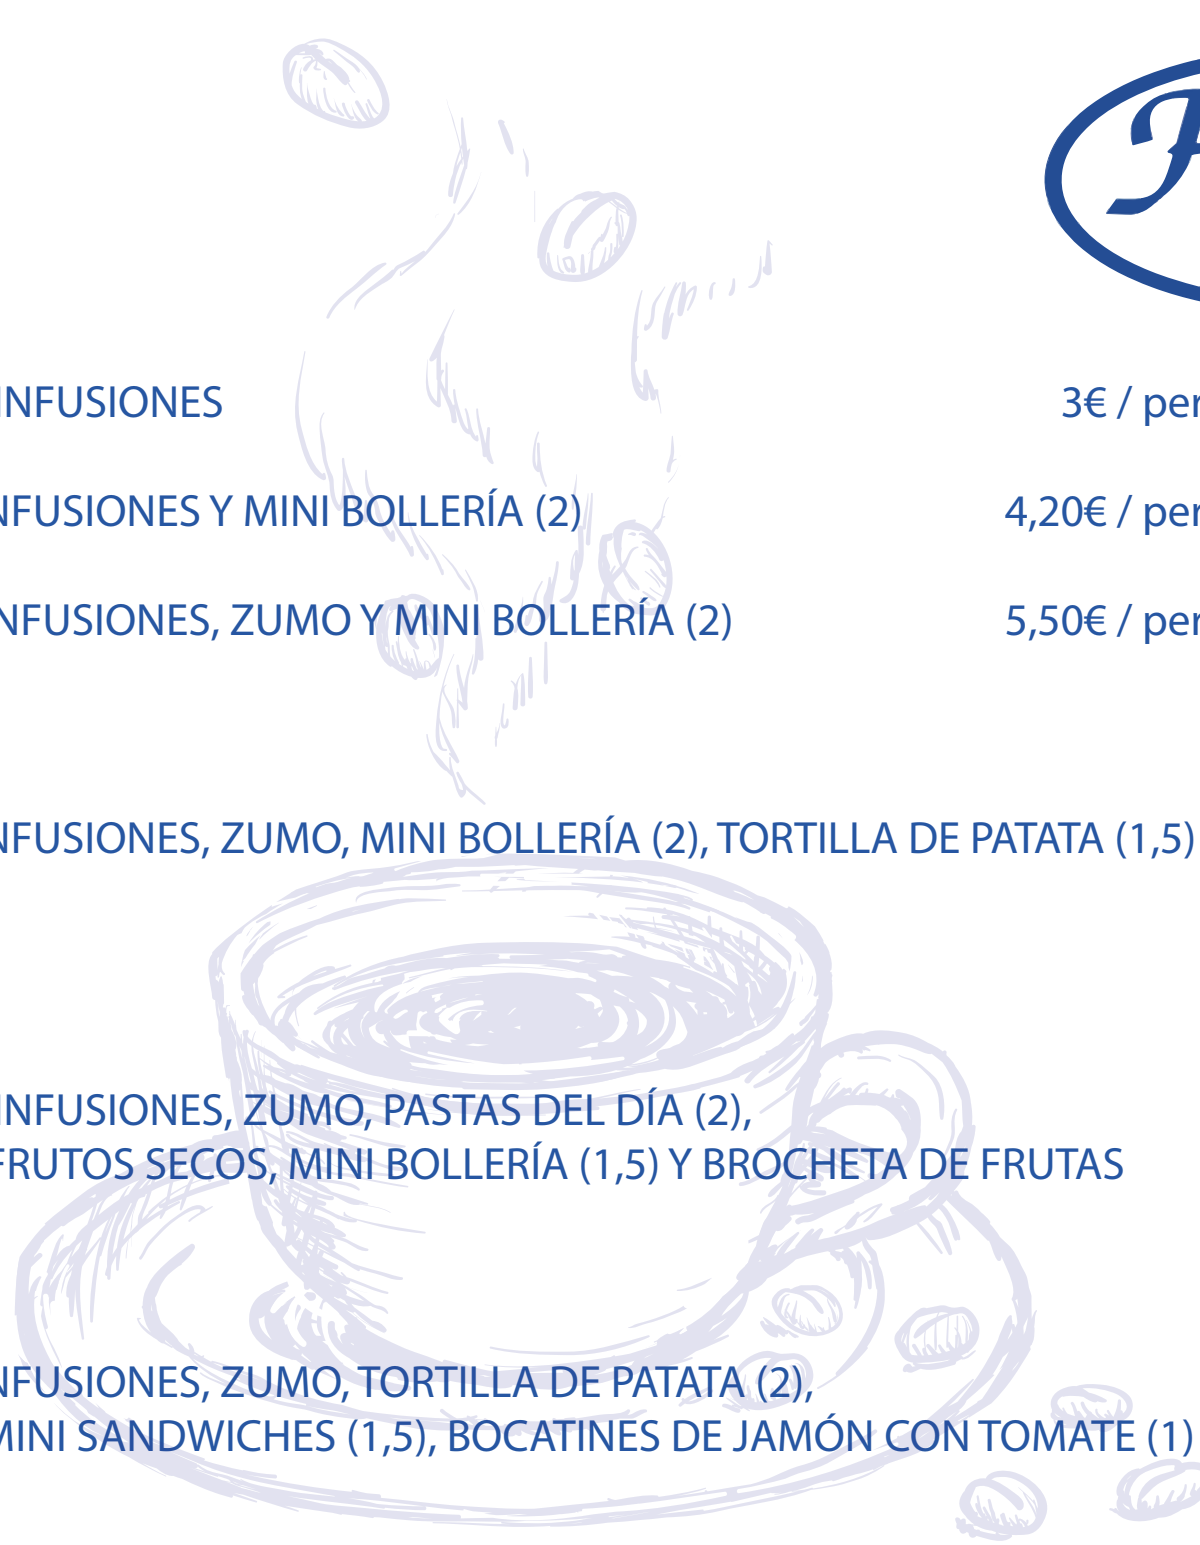 INFUSIONES 3€ / per
NFUSIONES Y MINI BOLLERÍA (2) 4,20€ / per
NFUSIONES, ZUMO Y MINI BOLLERÍA (2) 5,50€ / per
NFUSIONES, ZUMO, MINI BOLLERÍA (2), TORTILLA DE PATATA (1,5)
INFUSIONES, ZUMO, PASTAS DEL DÍA (2),
FRUTOS SECOS, MINI BOLLERÍA (1,5) Y BROCHETA DE FRUTAS
NFUSIONES, ZUMO, TORTILLA DE PATATA (2),
MINI SANDWICHES (1,5), BOCATINES DE JAMÓN CON TOMATE (1)